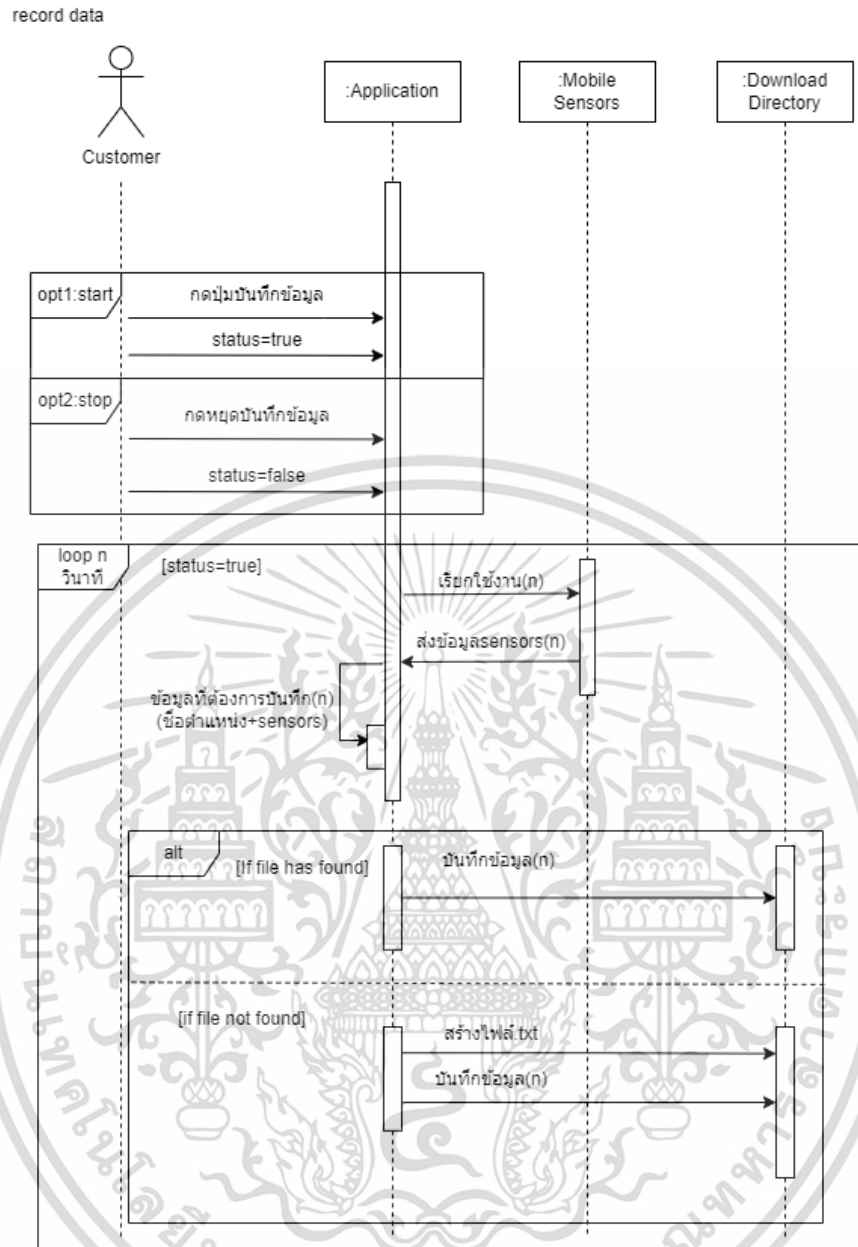 record data
Customer
:Application
:Mobile
Sensors
:Download
Directory
opt1:start
กดปุ่มบันทึกข้อมูล
status=true
opt2:stop
กดหยุดบันทึกข้อมูล
status=false
loop n
วินาที
[status=true]
เรียกใช้งาน(n)
ส่งข้อมูลsensors(n)
ข้อมูลที่ต้องการบันทึก(n)
(ชื่อตำแหน่ง+sensors)
alt
[If file has found]
บันทึกข้อมูล(n)
[if file not found]
สร้างไฟล์.txt
บันทึกข้อมูล(n)